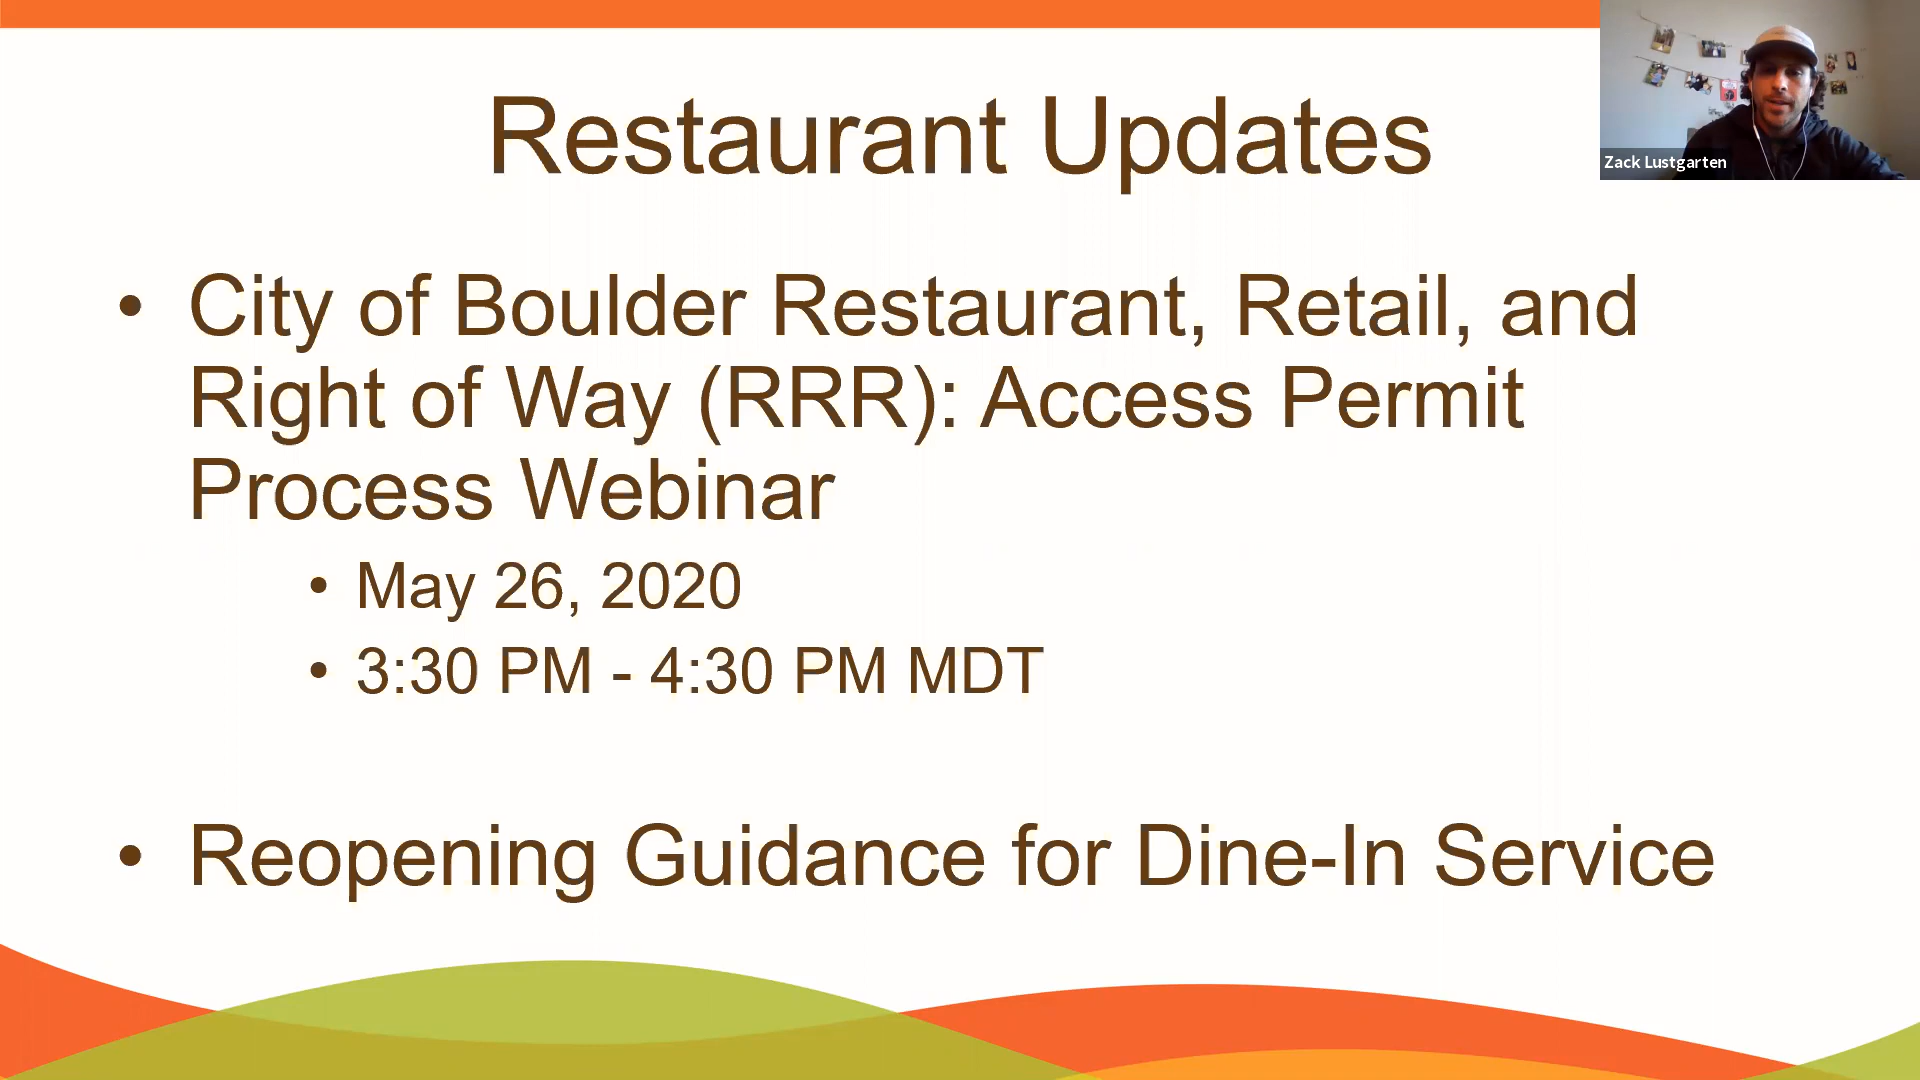 Restaurant Updates
Zack Lustgarten
• City of Boulder Restaurant, Retail, and
Right of Way (RRR): Access Permit
Process Webinar
• May 26, 2020
• 3:30 PM - 4:30 PM MDT
• Reopening Guidance for Dine-In Service